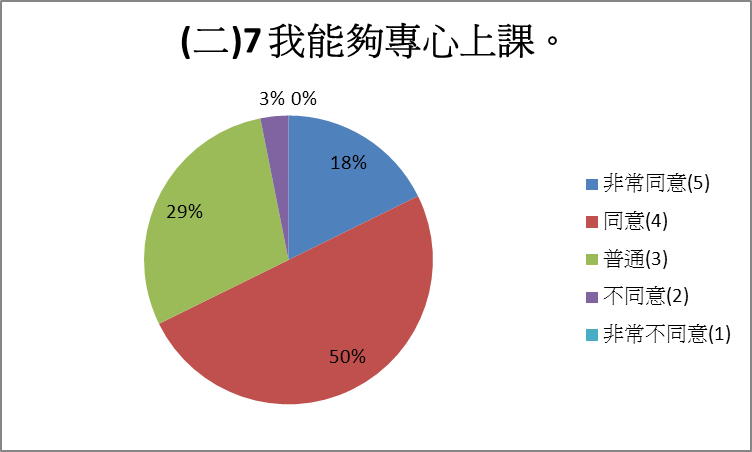 (二)7 我能夠專心上課。
3% 0%
18%
29%
50%
非常同意(5)
同意(4)
普通(3)
不同意(2)
非常不同意(1)